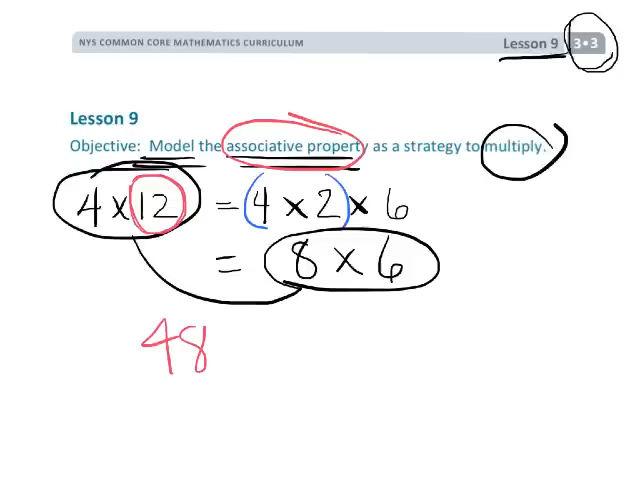 NYS COMMON CORE MATHEMATICS CURRICULUM Lesson 9 3•3
Lesson 9
Objective: Model the associative property as a strategy to multiply.
4 × 12 = (4 × 2) × 6
= 8 × 6
48